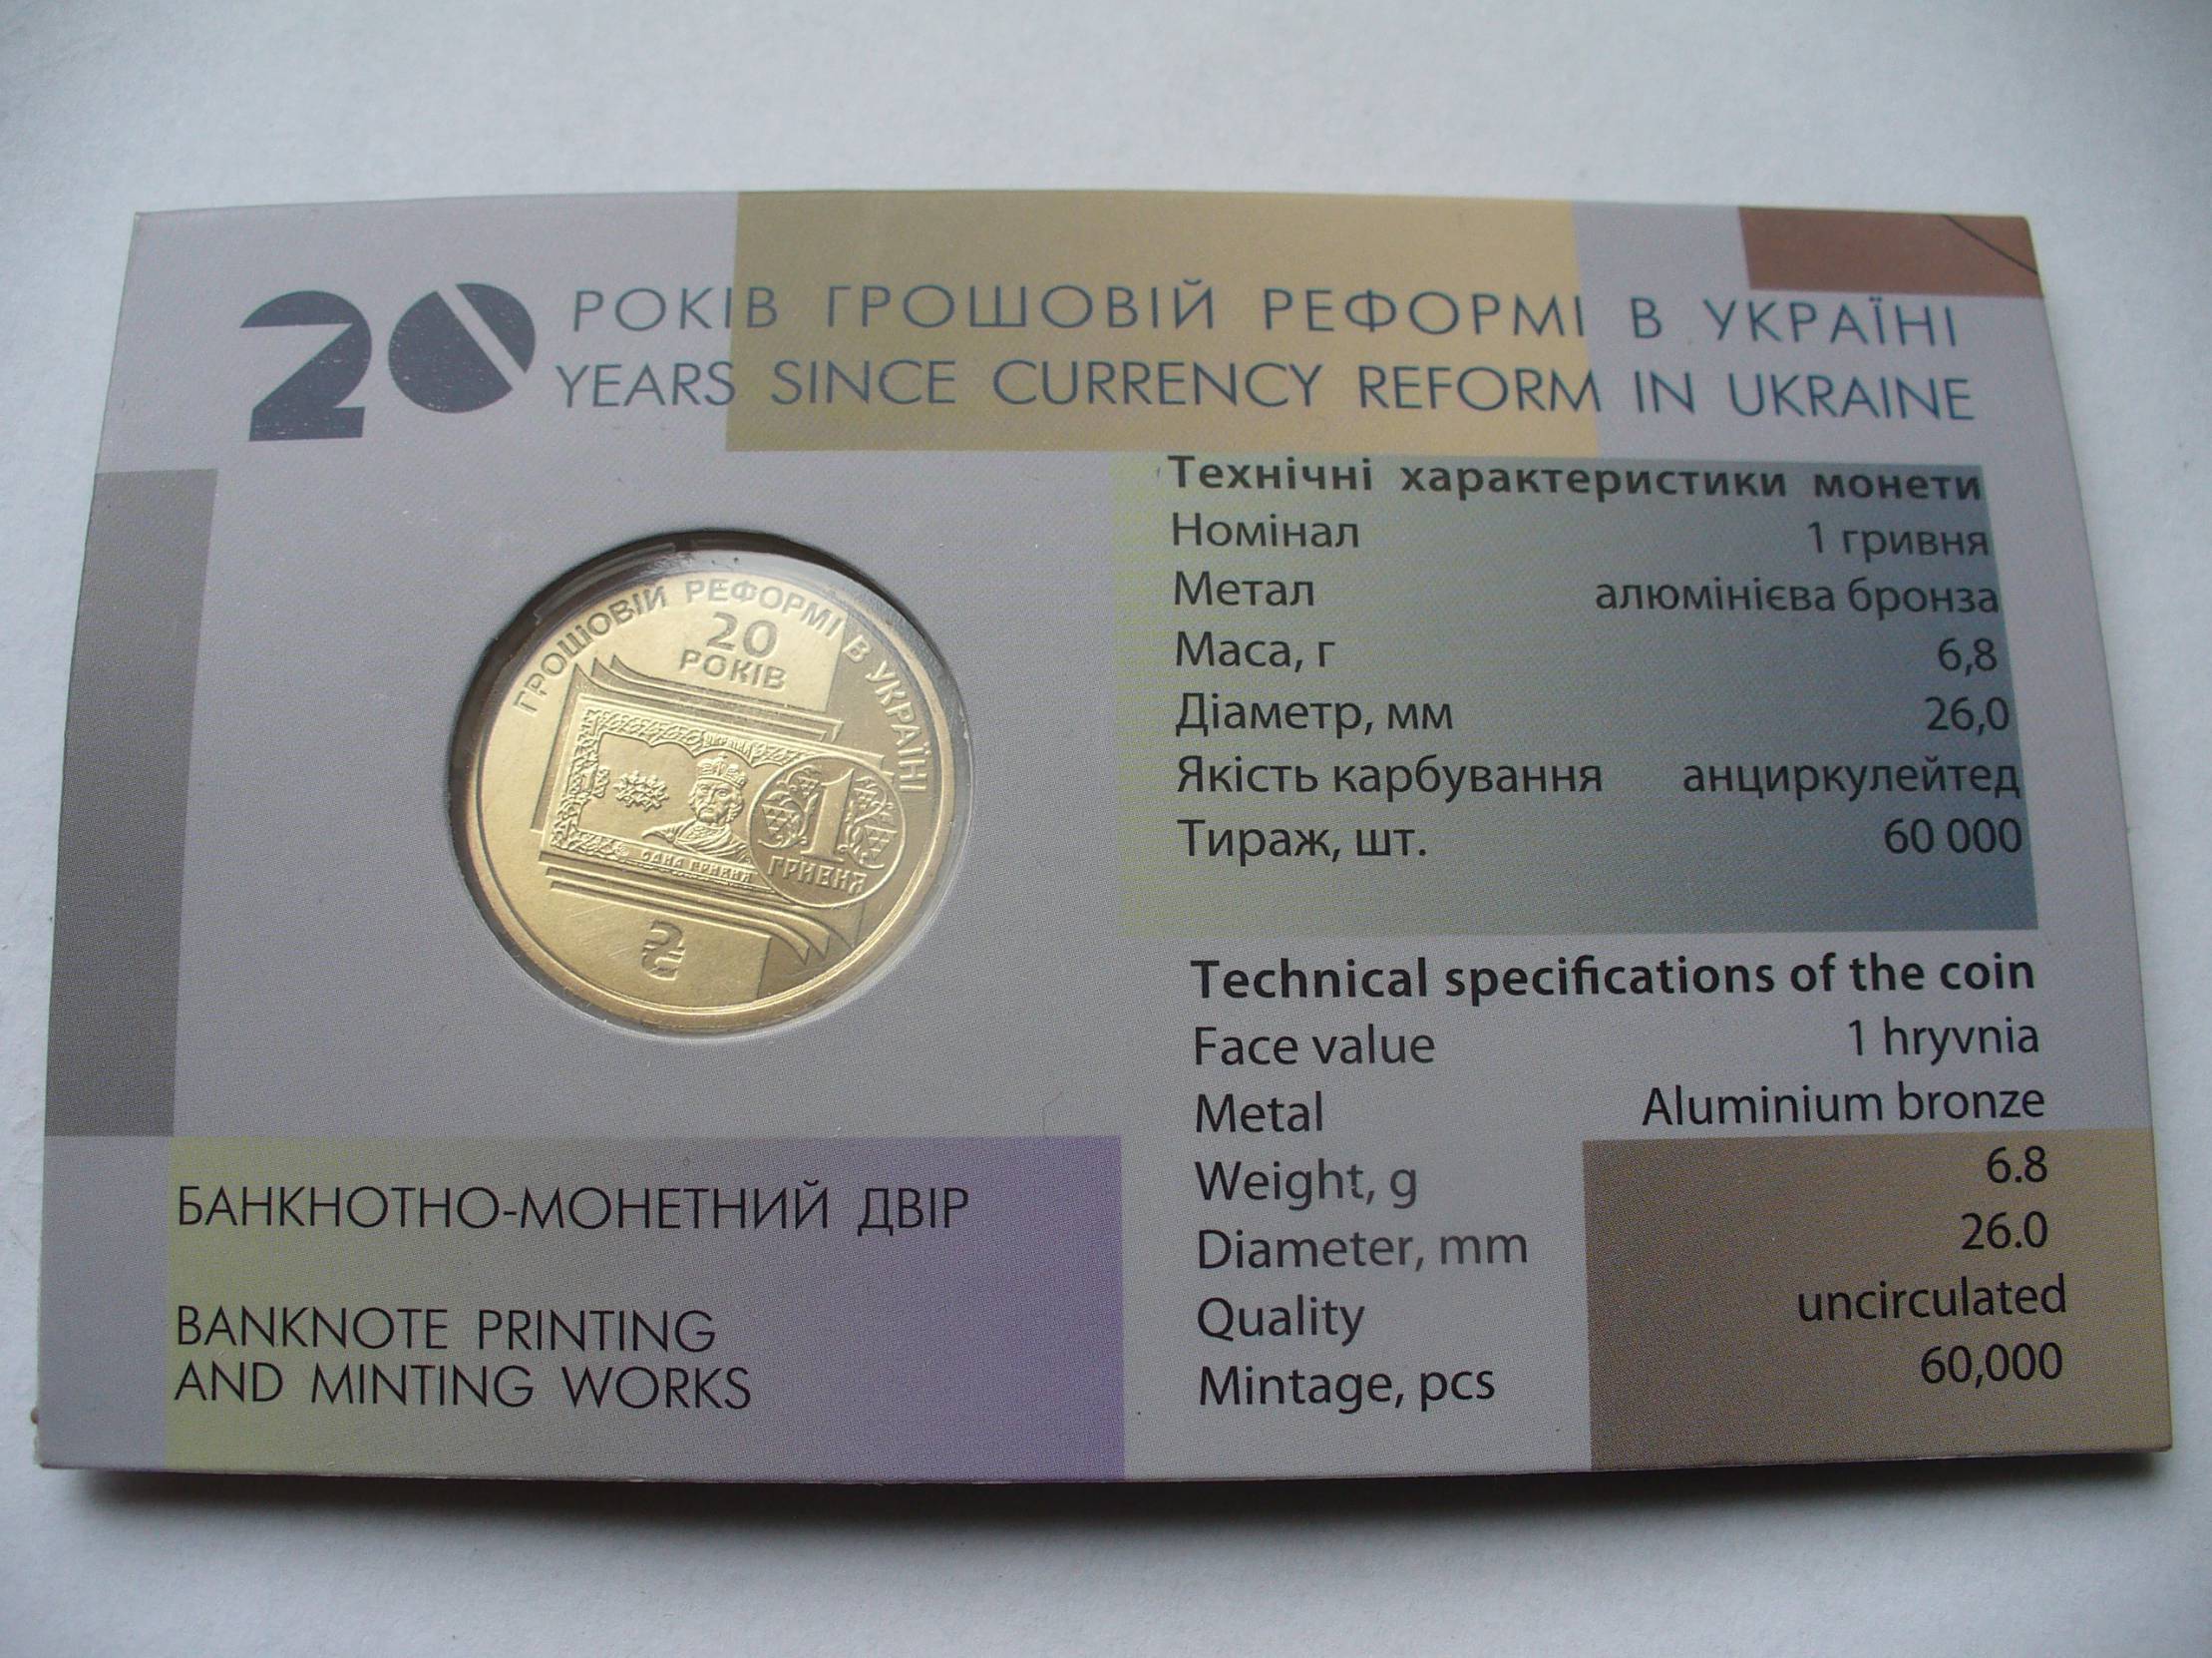 20 РОКІВ ГРОШОВІЙ РЕФОРМІ В УКРАЇНІ
YEARS SINCE CURRENCY REFORM IN UKRAINE
ГРОШОВІЙ РЕФОРМІ В УКРАЇНІ
20
РОКІВ
УКРАЇНА
1
ГРИВНЯ
ОДНА ГРИВНЯ
₴
Технічні характеристики монети
Номінал 1 гривня
Метал алюмінієва бронза
Маса, г 6,8
Діаметр, мм 26,0
Якість карбування анциркулейтед
Тираж, шт. 60 000
Technical specifications of the coin
Face value 1 hryvnia
Metal Aluminium bronze
Weight, g 6.8
Diameter, mm 26.0
Quality uncirculated
Mintage, pcs 60,000
БАНКНОТНО-МОНЕТНИЙ ДВІР
BANKNOTE PRINTING
AND MINTING WORKS